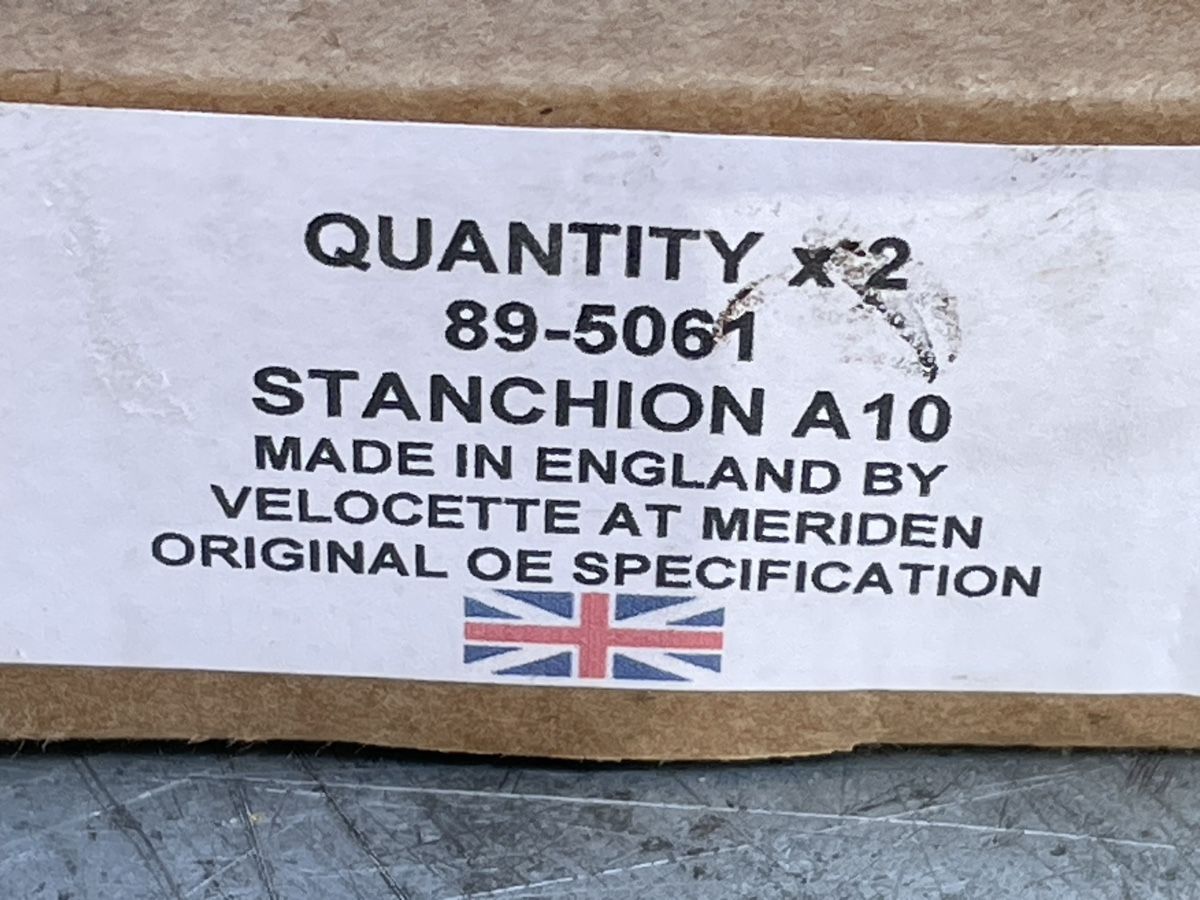 QUANTITY x 2
89-5061
STANCHION A10
MADE IN ENGLAND BY
VELOCETTE AT MERIDEN
ORIGINAL OE SPECIFICATION